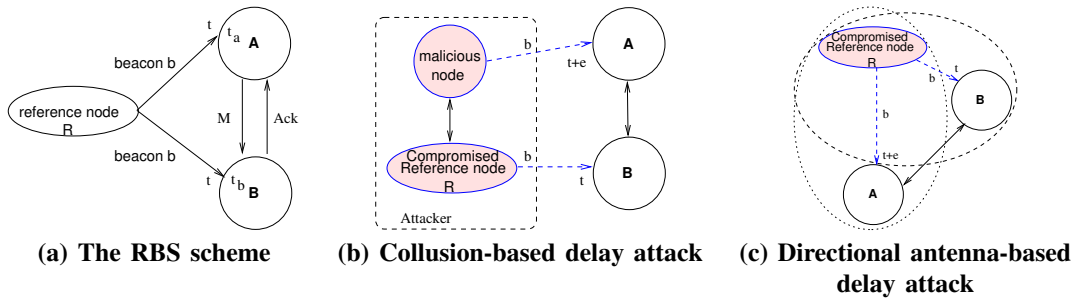 t
t a
A
beacon b
reference node
R
M
Ack
beacon b
t
t b
B
(a) The RBS scheme
malicious
node
b
A
t+e
Compromised
Reference node
R
b
t
B
Attacker
(b) Collusion-based delay attack
Compromised
Reference node
R
t
b
B
b
t+e
A
(c) Directional antenna-based
delay attack